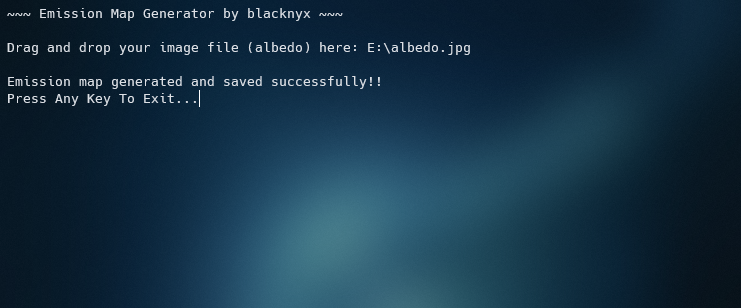 ~~~ Emission Map Generator by blacknyx ~~~
Drag and drop your image file (albedo) here: E:\albedo.jpg
Emission map generated and saved successfully!!
Press Any Key To Exit...